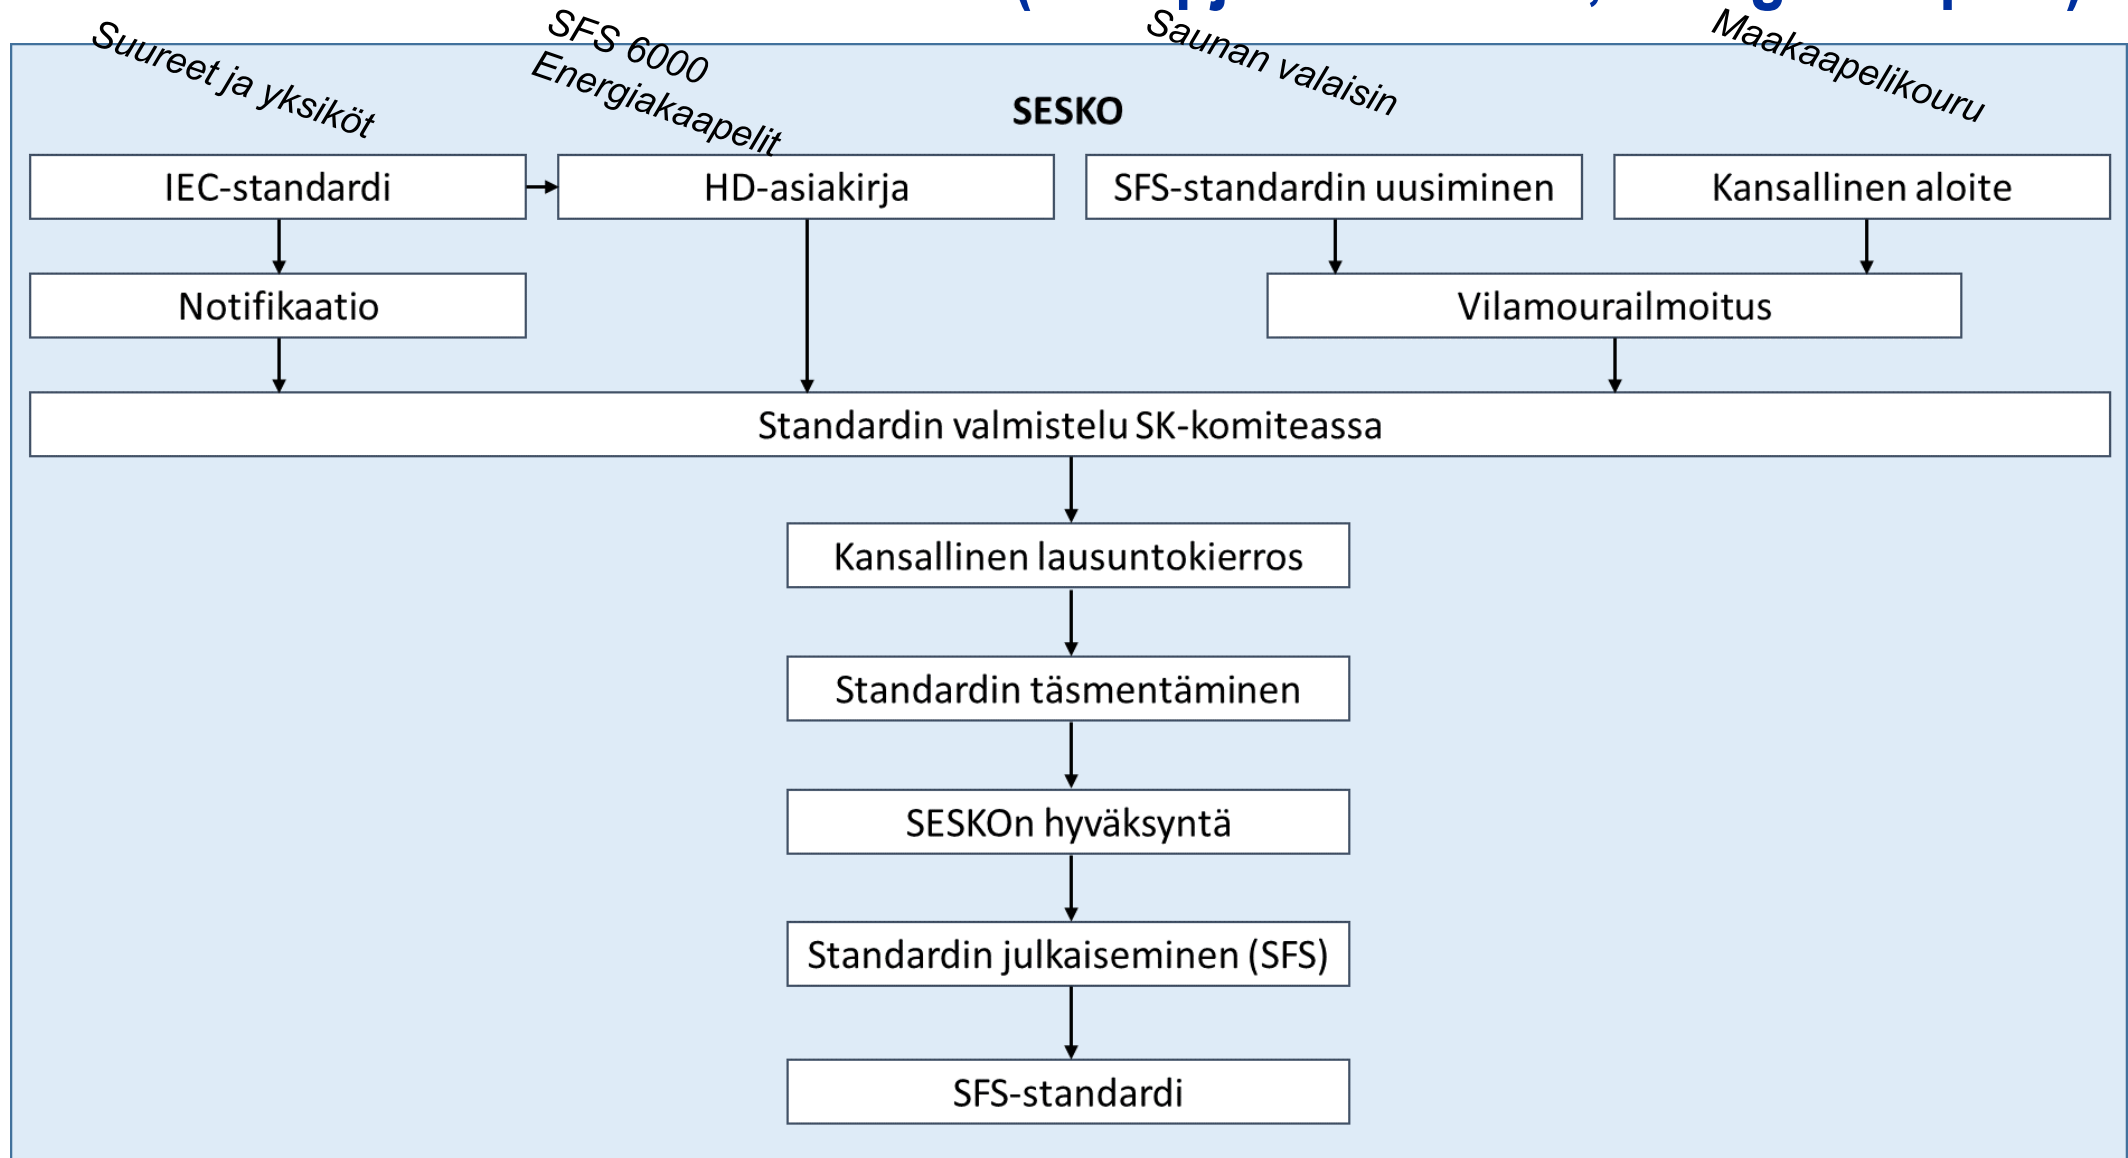 Suureet ja yksiköt
SFS 6000
Energiakaapelit
Saunan valaisin
Maakaapelikouru
SESKO
IEC-standardi
HD-asiakirja
SFS-standardin uusiminen
Kansallinen aloite
Notifikaatio
Vilamourailmoitus
Standardin valmistelu SK-komiteassa
Kansallinen lausuntokierros
Standardin täsmentäminen
SESKOn hyväksyntä
Standardin julkaiseminen (SFS)
SFS-standardi